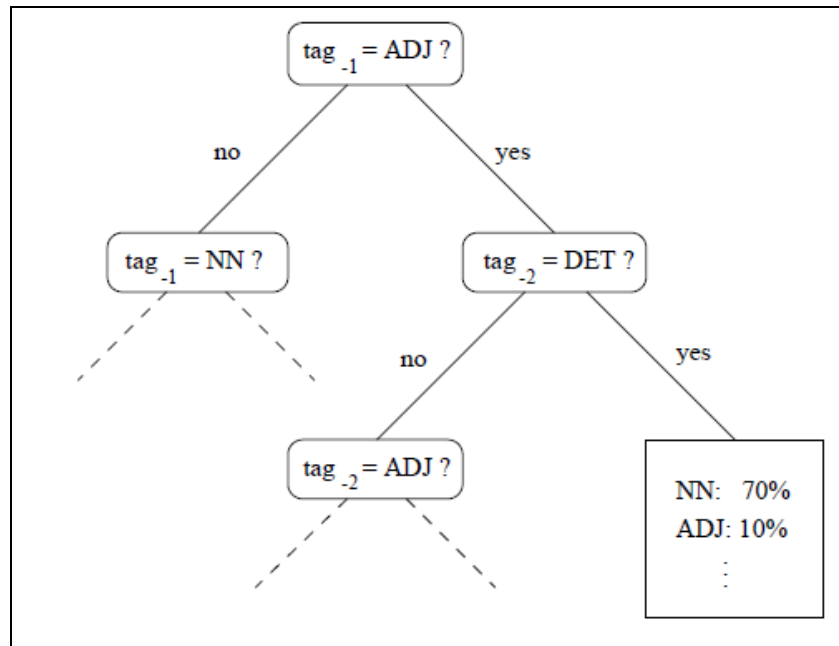 tag -1 = ADJ ?
no
yes
tag -1 = NN ?
tag -2 = DET ?
no
yes
tag -2 = ADJ ?
NN: 70%
ADJ: 10%